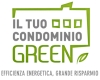 IL TUO
CONDOMINIO
GREEN
EFFICIENZA ENERGETICA, GRANDE RISPARMIO